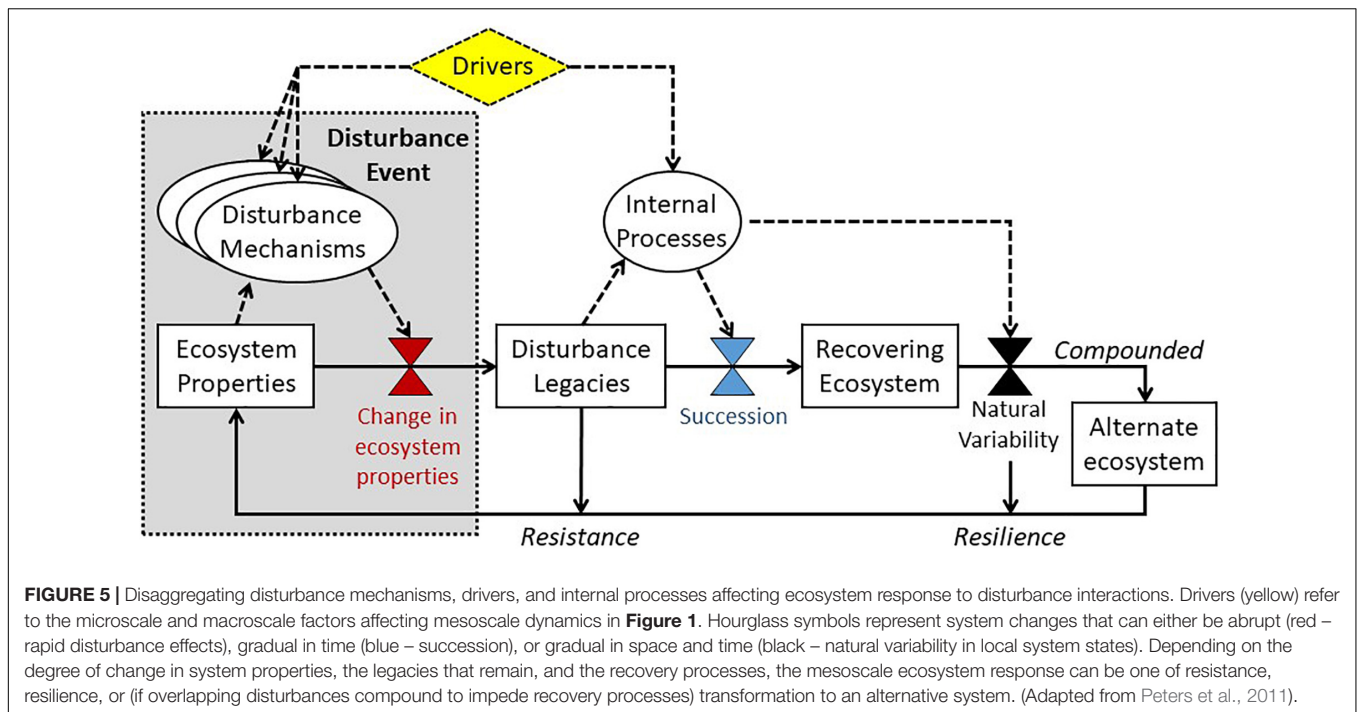 Drivers
Disturbance
Event
Disturbance
Mechanisms
Internal
Processes
Ecosystem
Properties
Disturbance
Legacies
Recovering
Ecosystem
Compounded
Change in
ecosystem
properties
Succession
Natural
Variability
Alternate
ecosystem
Resistance
Resilience
FIGURE 5 | Disaggregating disturbance mechanisms, drivers, and internal processes affecting ecosystem response to disturbance interactions. Drivers (yellow) refer
to the microscale and macroscale factors affecting mesoscale dynamics in Figure 1. Hourglass symbols represent system changes that can either be abrupt (red –
rapid disturbance effects), gradual in time (blue – succession), or gradual in space and time (black – natural variability in local system states). Depending on the
degree of change in system properties, the legacies that remain, and the recovery processes, the mesoscale ecosystem response can be one of resistance,
resilience, or (if overlapping disturbances compound to impede recovery processes) transformation to an alternative system. (Adapted from Peters et al., 2011).